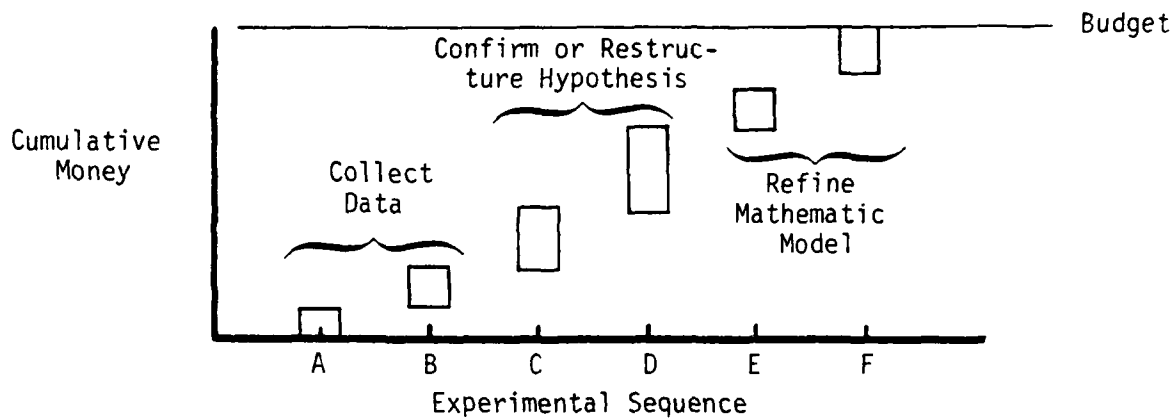 Budget
Confirm or Restruc-
ture Hypothesis
Cumulative
Money
Collect
Data
Refine
Mathematic
Model
A B C D E F
Experimental Sequence